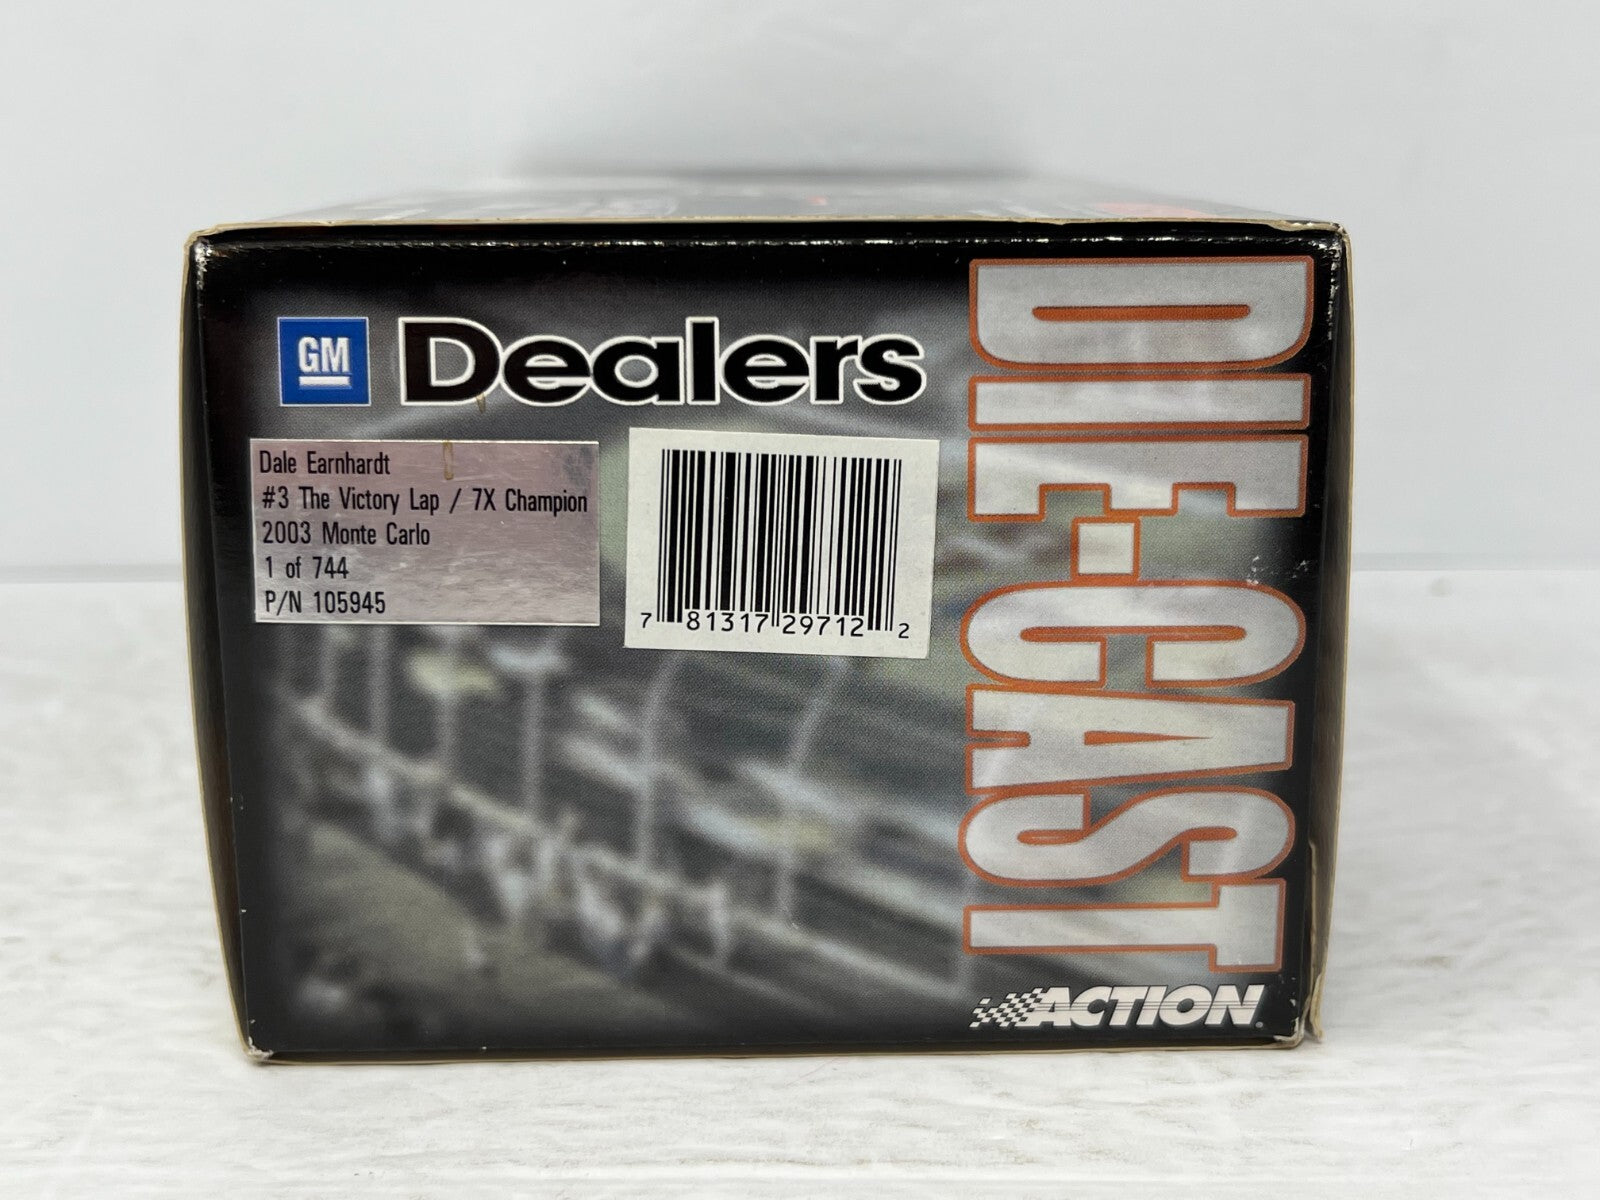 GM Dealers
Dale Earnhardt
#3 The Victory Lap / 7X Champion
2003 Monte Carlo
1 of 744
P/N 105945
7 81317 29712 2
DIE-CAST
ACTION